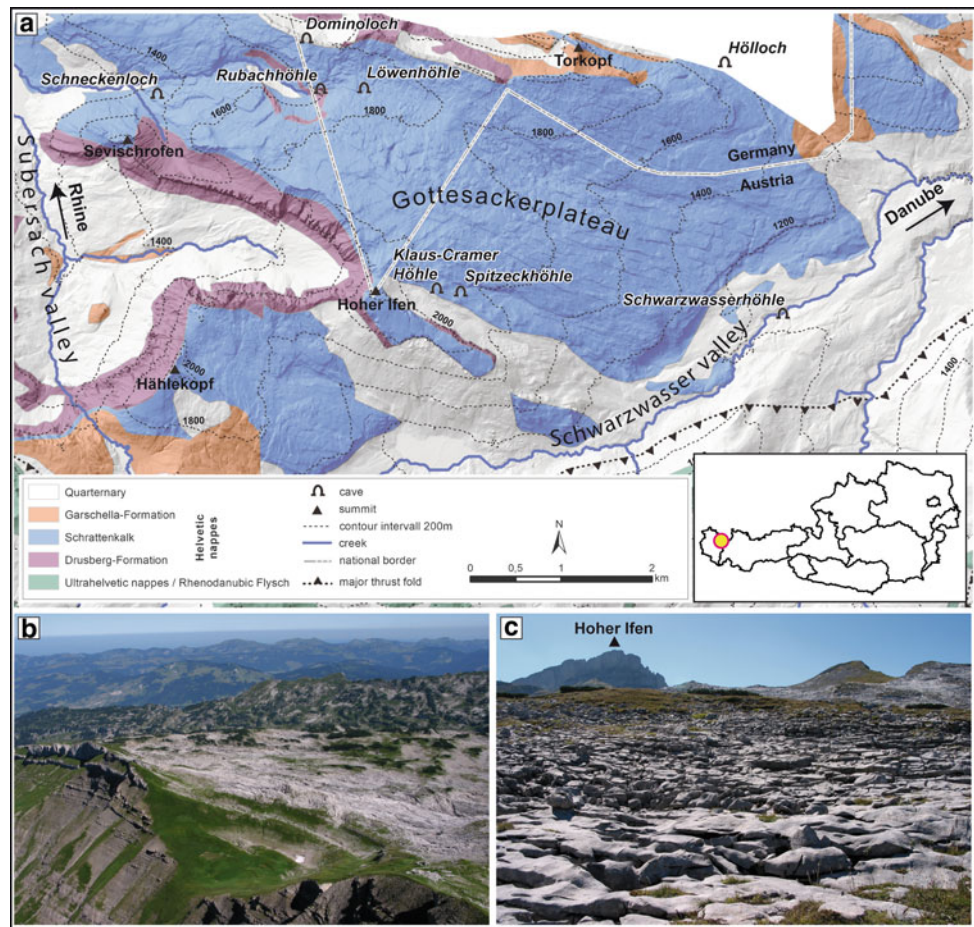 a
Dominoloch
Torkopf
Hölloch
1400
Schneckenloch
Rubachhöhle
Löwenhöhle
1800
1600
1800
1600
Sevischrofen
Germany
Austria
Subersach valley
Rhine
Gottesackerplateau
1400
1200
Danube
1400
Klaus-Cramer
Höhle
Spitzeckhöhle
Hoher Ifen
2000
Schwarzwasserhöhle
Schwarzwasser valley
2000
Hählekopf
1800
1400
Quarternary
Garschella-Formation
Schrattenkalk
Drusberg-Formation
Ultrahelvetic nappes / Rhenodanubic Flysch
Helvetic
nappes
cave
summit
contour intervall 200m
creek
national border
major thrust fold
N
0 0,5 1 2
km
b
c
Hoher Ifen